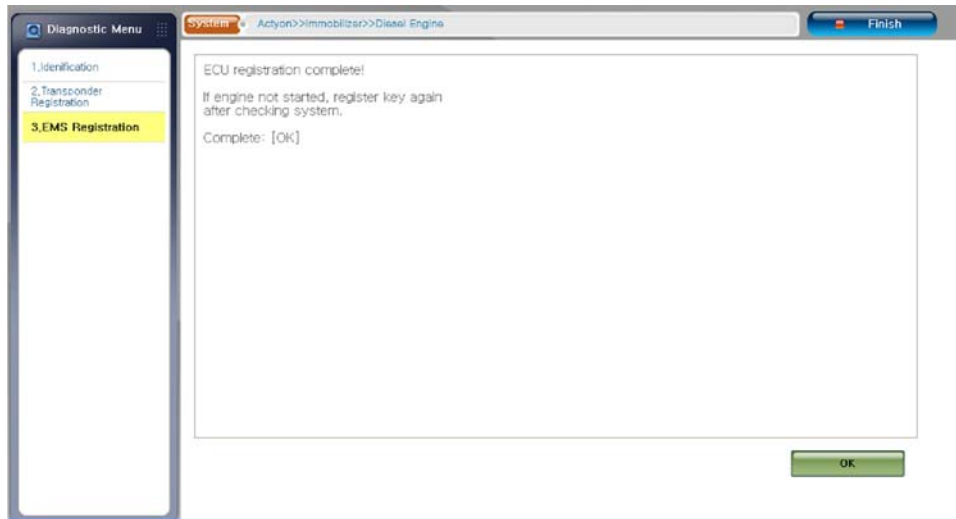 Diagnostic Menu
System
Actyon>>Immobilizer>>Diesel Engine
Finish
1.Idenification
2.Transponder
Registration
3.EMS Registration
ECU registration complete!
If engine not started, register key again
after checking system.
Complete: [OK]
OK